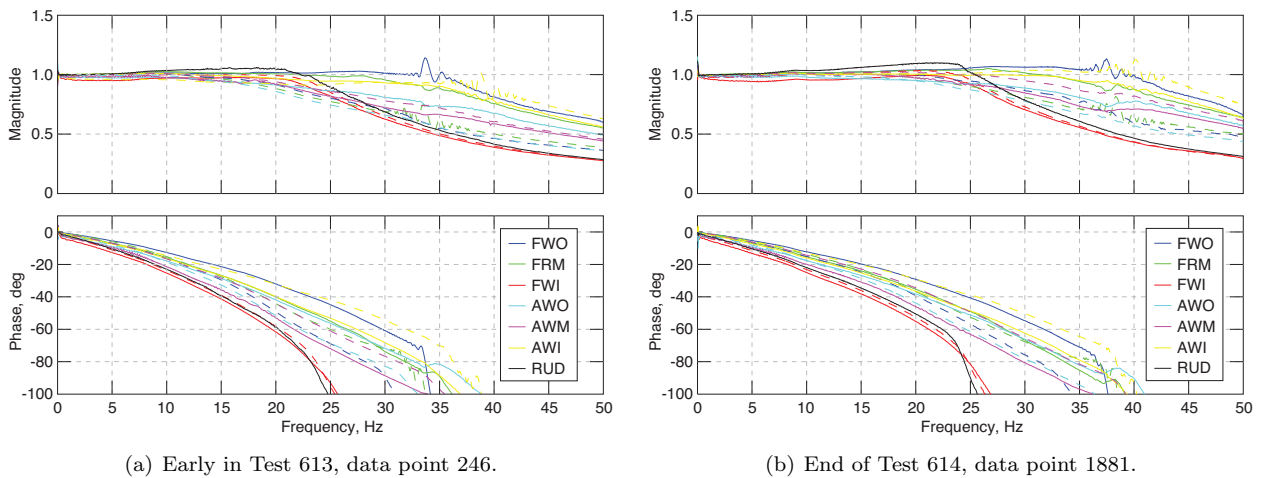 1.5
1.0
0.5
0
Magnitude
0
-20
-40
-60
-80
-100
Phase, deg
FWO
FRM
FWI
AWO
AWM
AWI
RUD
0 5 10 15 20 25 30 35 40 45 50
Frequency, Hz
(a) Early in Test 613, data point 246.
1.5
1.0
0.5
0
Magnitude
0
-20
-40
-60
-80
-100
Phase, deg
FWO
FRM
FWI
AWO
AWM
AWI
RUD
0 5 10 15 20 25 30 35 40 45 50
Frequency, Hz
(b) End of Test 614, data point 1881.